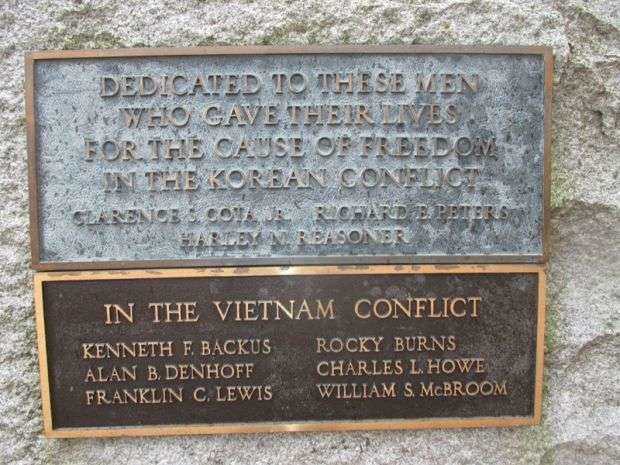 DEDICATED TO THESE MEN
WHO GAVE THEIR LIVES
FOR THE CAUSE OF FREEDOM
IN THE KOREAN CONFLICT
CLARENCE S. COTA JR. RICHARD E. PETERS
HARLEY N. REASONER
IN THE VIETNAM CONFLICT
KENNETH F. BACKUS ROCKY BURNS
ALAN B. DENHOFF CHARLES L. HOWE
FRANKLIN C. LEWIS WILLIAM S. McBROOM